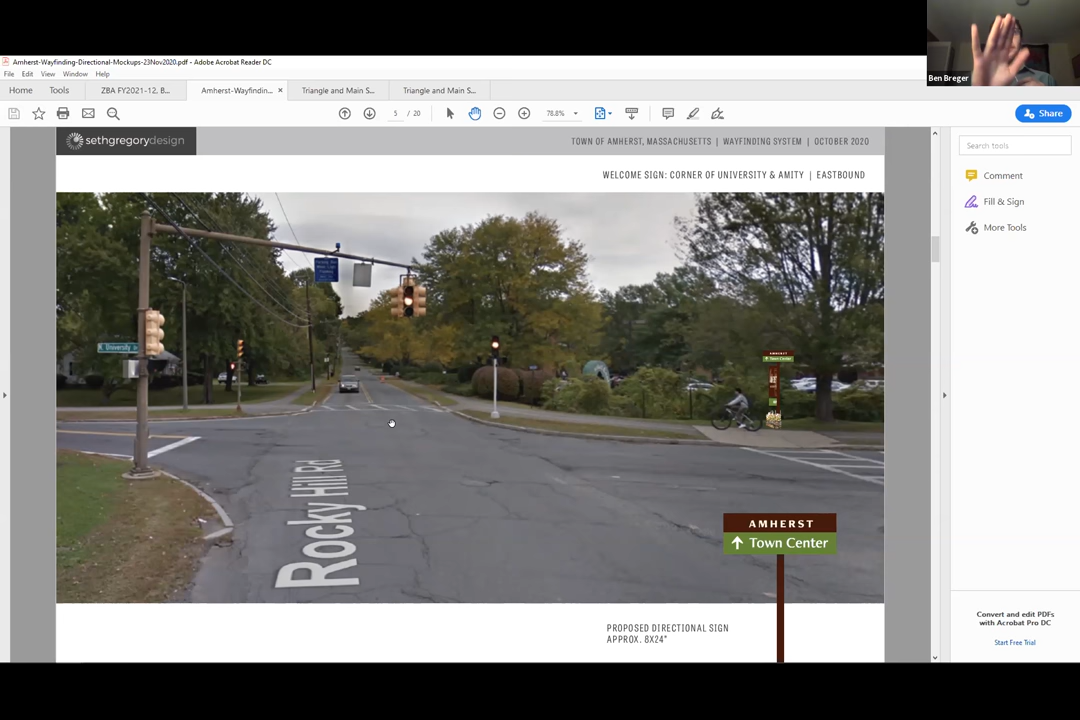 Amherst-Wayfinding-Directional-Mockups-23Nov2020.pdf - Adobe Acrobat Reader DC
File Edit View Window Help
Home Tools ZBA FY2021-12, B... Amherst-Wayfindin... × Triangle and Main S... Triangle and Main S...
5 / 20 78.8% Share
Ben Breger
sethgregorydesign
TOWN OF AMHERST, MASSACHUSETTS | WAYFINDING SYSTEM | OCTOBER 2020
WELCOME SIGN: CORNER OF UNIVERSITY & AMITY | EASTBOUND
Search tools
Comment
Fill & Sign
More Tools
AMHERST
Town Center
Rocky Hill Rd
AMHERST
↑ Town Center
PROPOSED DIRECTIONAL SIGN
APPROX. 8X24"
Convert and edit PDFs
with Acrobat Pro DC
Start Free Trial